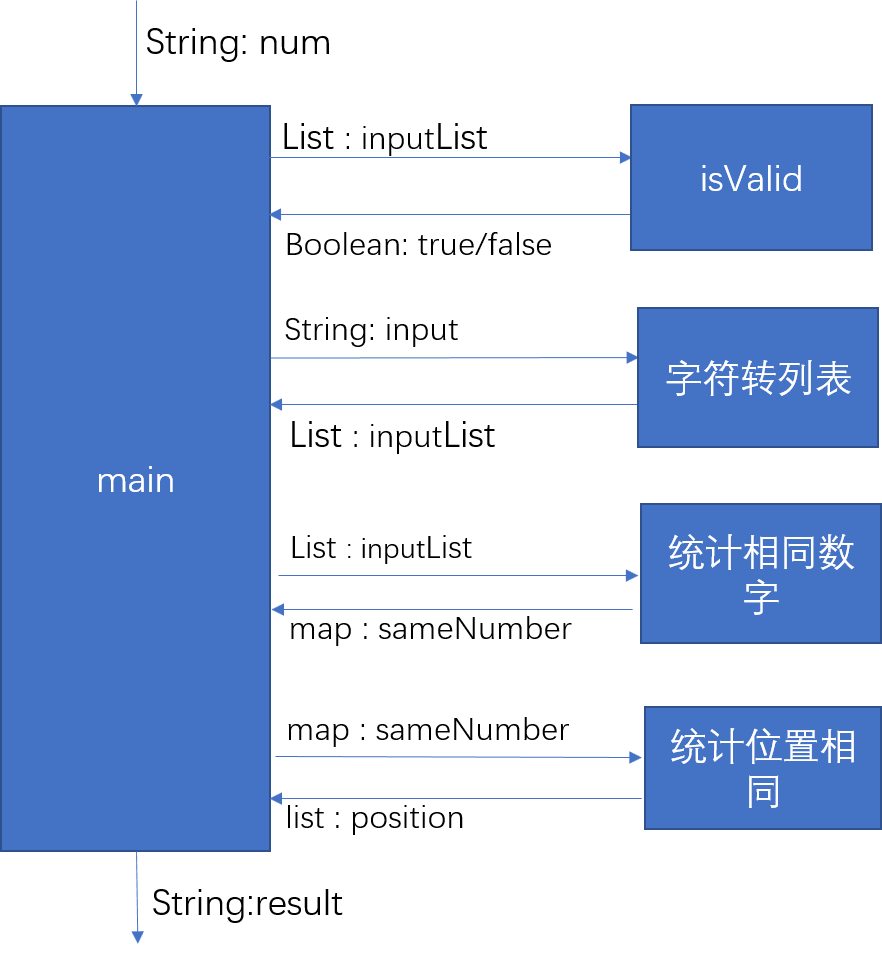 String: num
List : inputList
isValid
Boolean: true/false
String: input
字符转列表
List : inputList
main
List : inputList
统计相同数
字
map : sameNumber
map : sameNumber
统计位置相
同
list : position
String:result